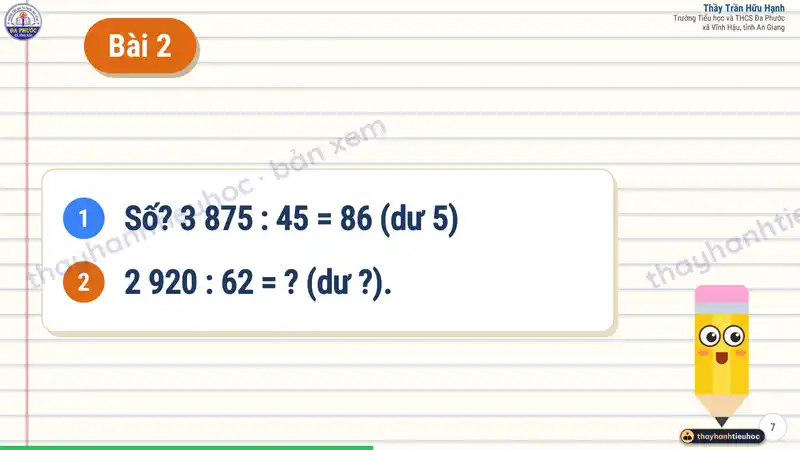 Thầy Trần Hữu Hạnh
Trường Tiểu học và THCS Đa Phước
xã Vĩnh Hậu, tỉnh An Giang
ĐA PHƯỚC
Bài 2
thayhanhtieuhoc · bản xem
1 Số? 3 875 : 45 = 86 (dư 5)
2 2 920 : 62 = ? (dư ?).
thayhanhtie
thayhanhtieuhoc
7